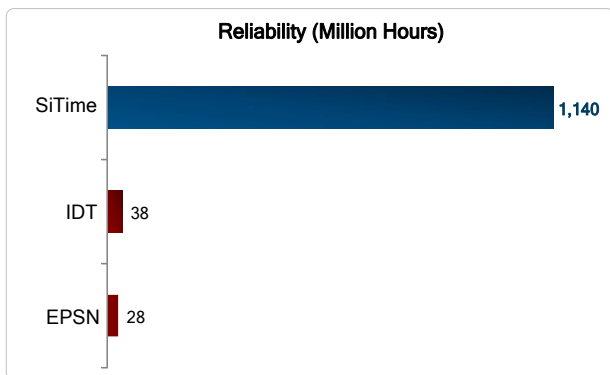 Reliability (Million Hours)
SiTime
1,140
IDT
38
EPSN
28